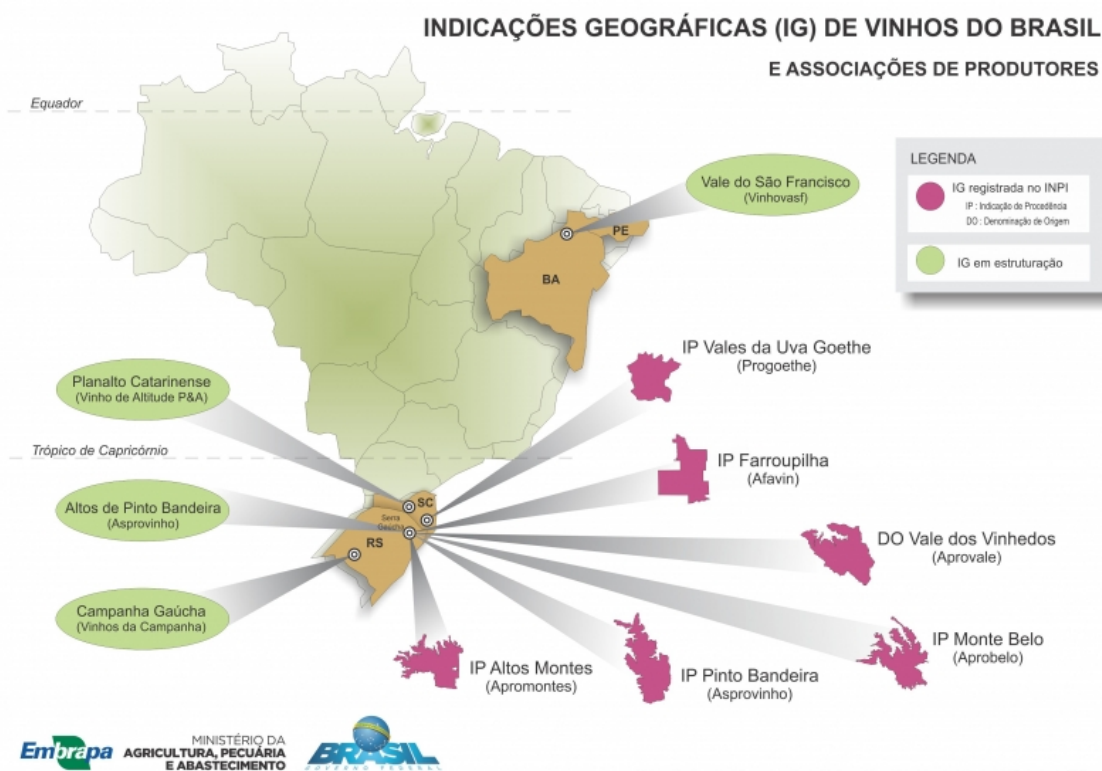 INDICAÇÕES GEOGRÁFICAS (IG) DE VINHOS DO BRASIL
E ASSOCIAÇÕES DE PRODUTORES
Equador
LEGENDA
IG registrada no INPI
IP : Indicação de Procedência
DO : Denominação de Origem
IG em estruturação
Vale do São Francisco
(Vinhovasf)
PE
BA
IP Vales da Uva Goethe
(Progoethe)
Planalto Catarinense
(Vinho de Altitude P&A)
Trópico de Capricórnio
IP Farroupilha
(Afavin)
Altos de Pinto Bandeira
(Asprovinho)
SC
Serra
Gaúcha
RS
DO Vale dos Vinhedos
(Aprovale)
Campanha Gaúcha
(Vinhos da Campanha)
IP Monte Belo
(Aprobelo)
IP Altos Montes
(Apromontes)
IP Pinto Bandeira
(Asprovinho)
Embrapa
MINISTÉRIO DA
AGRICULTURA, PECUÁRIA
E ABASTECIMENTO
BRASIL
GOVERNO FEDERAL